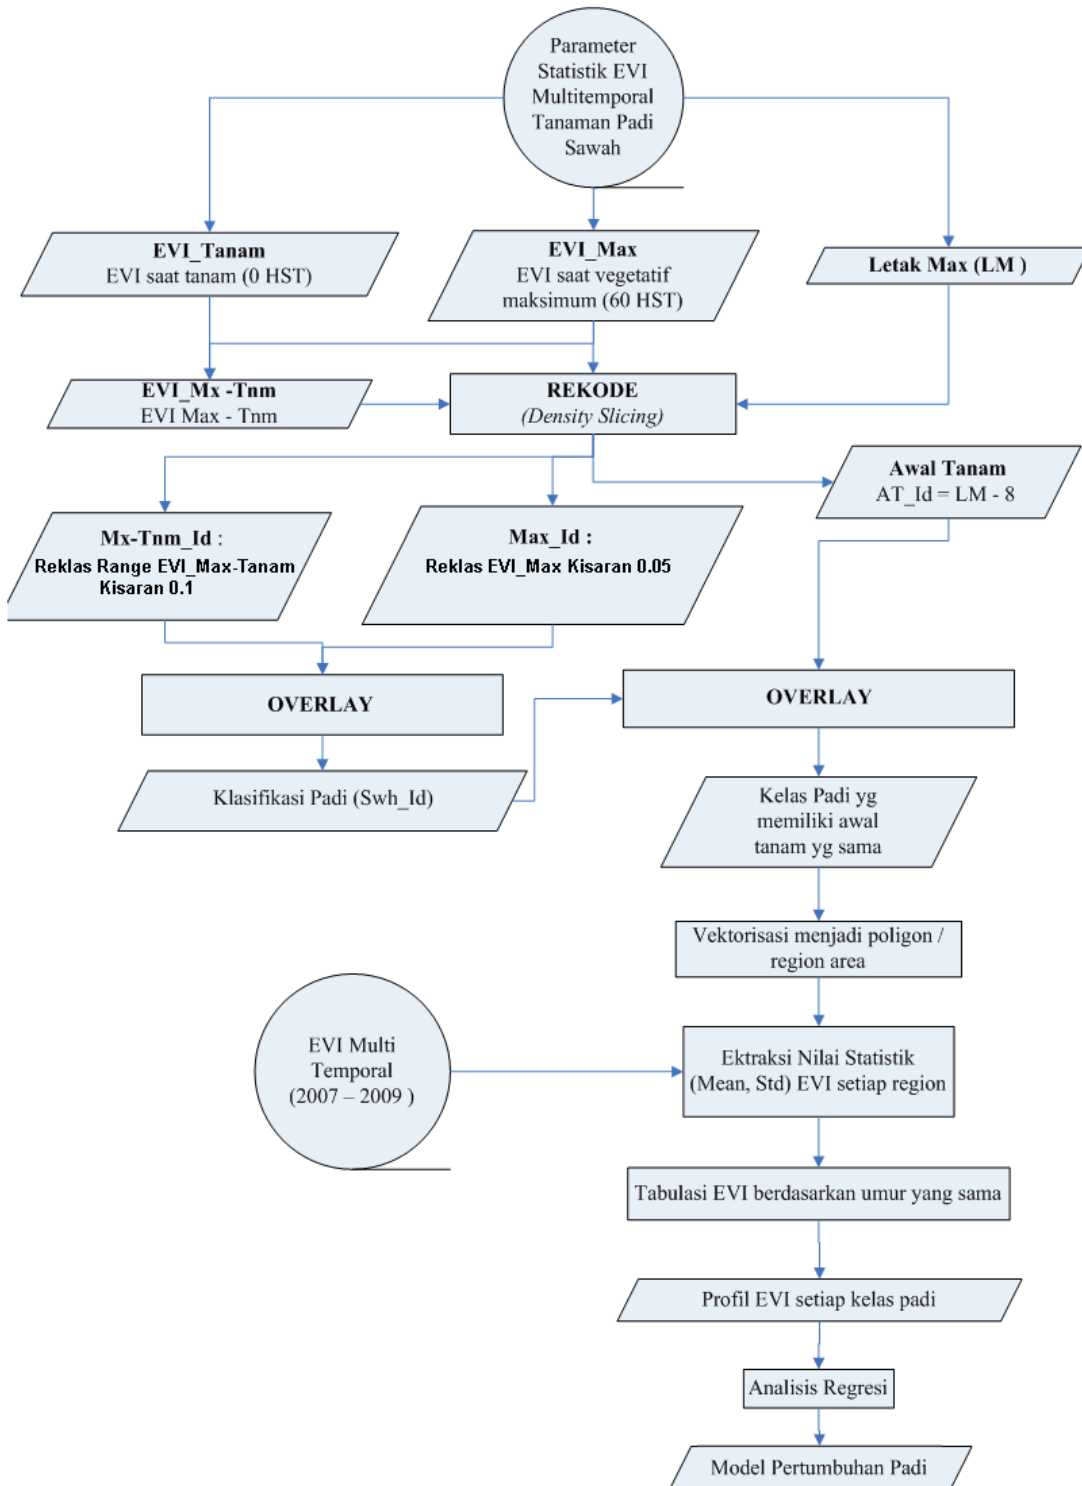 Parameter
Statistik EVI
Multitemporal
Tanaman Padi
Sawah
EVI_Tanam
EVI saat tanam (0 HST)
EVI_Max
EVI saat vegetatif
maksimum (60 HST)
Letak Max (LM )
EVI_Mx -Tnm
EVI Max - Tnm
REKODE
(Density Slicing)
Awal Tanam
AT_Id = LM - 8
Mx-Tnm_Id :
Reklas Range EVI_Max-Tanam
Kisaran 0.1
Max_Id :
Reklas EVI_Max Kisaran 0.05
OVERLAY
OVERLAY
Klasifikasi Padi (Swh_Id)
Kelas Padi yg
memiliki awal
tanam yg sama
Vektorisasi menjadi poligon /
region area
EVI Multi
Temporal
(2007 – 2009 )
Ektraksi Nilai Statistik
(Mean, Std) EVI setiap region
Tabulasi EVI berdasarkan umur yang sama
Profil EVI setiap kelas padi
Analisis Regresi
Model Pertumbuhan Padi